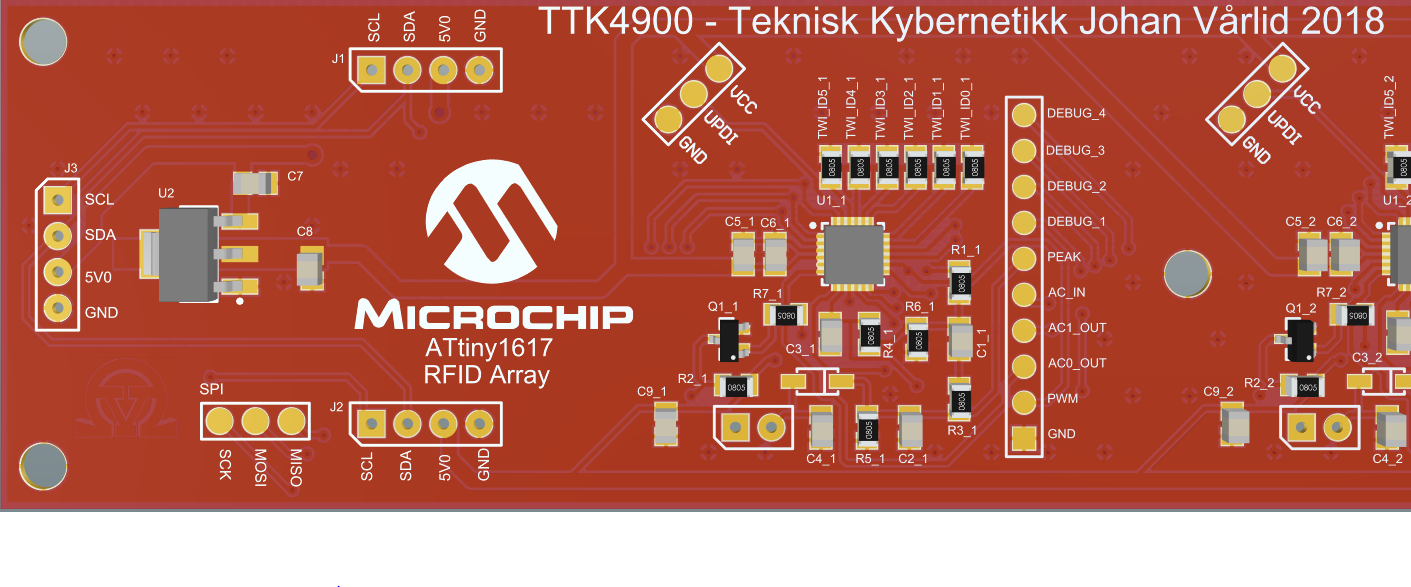 TTK4900 - Teknisk Kybernetikk Johan Vårlid 2018
SCL
SDA
5V0
GND
J1
VCC
UPDI
GND
TWI_ID5_1
TWI_ID4_1
TWI_ID3_1
TWI_ID2_1
TWI_ID1_1
TWI_ID0_1
DEBUG_4
DEBUG_3
DEBUG_2
DEBUG_1
PEAK
AC_IN
AC1_OUT
AC0_OUT
PWM
GND
VCC
UPDI
GND
TWI_ID5_2
J3
SCL
SDA
5V0
GND
U2
C7
C8
MICROCHIP
ATtiny1617
RFID Array
U1_1
0805
0805
0805
0805
0805
0805
C5_1
C6_1
R1_1
0805
R7_1
0805
Q1_1
R6_1
0805
C3_1
R4_1
0805
C1_1
R2_1
0805
C9_1
C4_1
R5_1
0805
C2_1
R3_1
0805
SPI
SCK
MOSI
MISO
J2
SCL
SDA
5V0
GND
0805
U1_2
C5_2
C6_2
R7_2
0805
Q1_2
C3_2
R2_2
0805
C9_2
C4_2